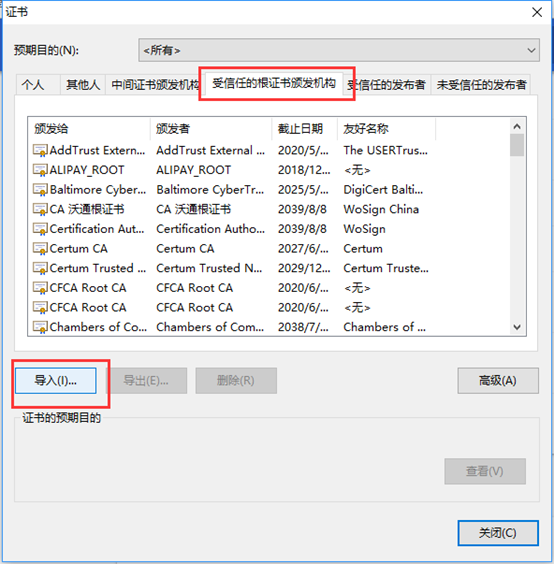 证书
预期目的(N): <所有>
个人 其他人 中间证书颁发机构 受信任的根证书颁发机构 受信任的发布者 未受信任的发布者
颁发给 颁发者 截止日期 友好名称
AddTrust Extern... AddTrust External ... 2020/5/... The USERTrus...
ALIPAY_ROOT ALIPAY_ROOT 2018/12... <无>
Baltimore Cyber... Baltimore CyberTr... 2025/5/... DigiCert Balti...
CA 沃通根证书 CA 沃通根证书 2039/8/8 WoSign China
Certification Aut... Certification Autho... 2039/8/8 WoSign
Certum CA Certum CA 2027/6/... Certum
Certum Trusted ... Certum Trusted N... 2029/12... Certum Truste...
CFCA Root CA CFCA Root CA 2020/6/... <无>
CFCA Root CA CFCA Root CA 2020/6/... <无>
Chambers of Co... Chambers of Com... 2038/7/... Chambers of ...
导入(I)... 导出(E)... 删除(R) 高级(A)
证书的预期目的
查看(V)
关闭(C)